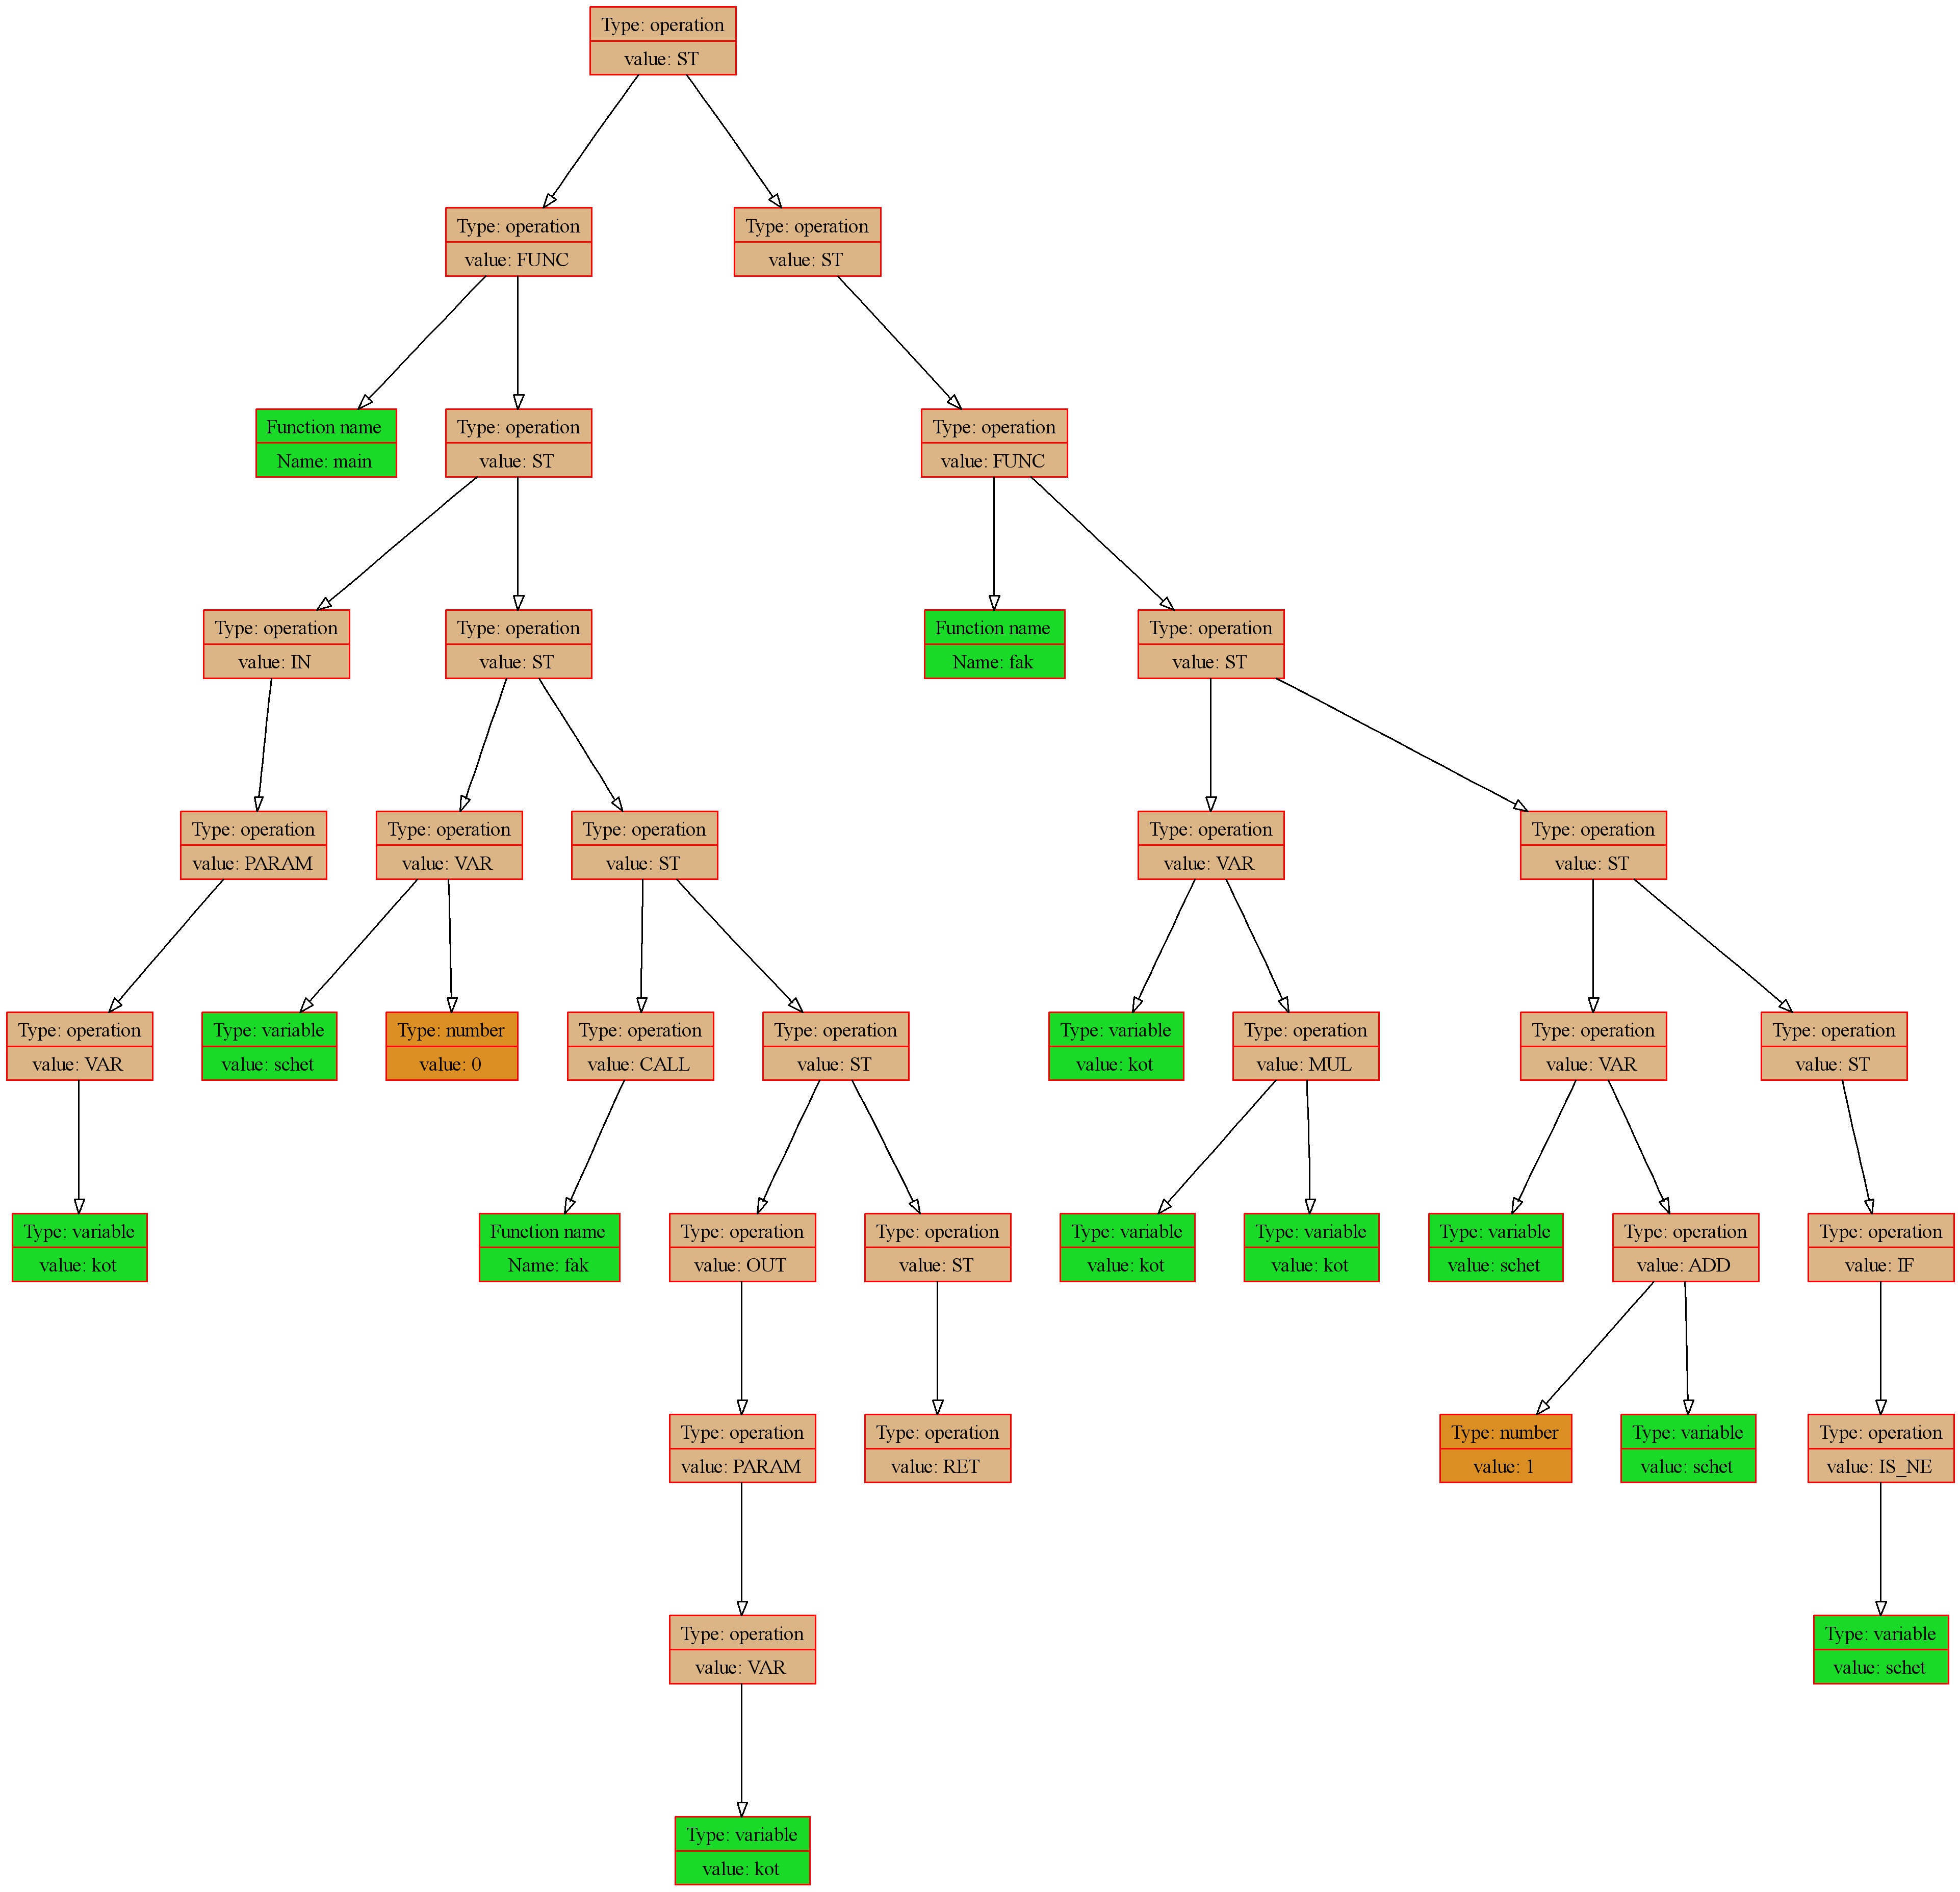 Type: operation
value: ST
Type: operation
value: FUNC
Type: operation
value: ST
Function name
Name: main
Type: operation
value: ST
Type: operation
value: FUNC
Type: operation
value: IN
Type: operation
value: ST
Function name
Name: fak
Type: operation
value: ST
Type: operation
value: PARAM
Type: operation
value: VAR
Type: operation
value: ST
Type: operation
value: VAR
Type: operation
value: ST
Type: operation
value: VAR
Type: variable
value: schet
Type: number
value: 0
Type: operation
value: CALL
Type: operation
value: ST
Type: variable
value: kot
Type: operation
value: MUL
Type: operation
value: VAR
Type: operation
value: ST
Type: variable
value: kot
Function name
Name: fak
Type: operation
value: OUT
Type: operation
value: ST
Type: variable
value: kot
Type: variable
value: kot
Type: variable
value: schet
Type: operation
value: ADD
Type: operation
value: IF
Type: operation
value: PARAM
Type: operation
value: RET
Type: number
value: 1
Type: variable
value: schet
Type: operation
value: IS_NE
Type: operation
value: VAR
Type: variable
value: schet
Type: variable
value: kot